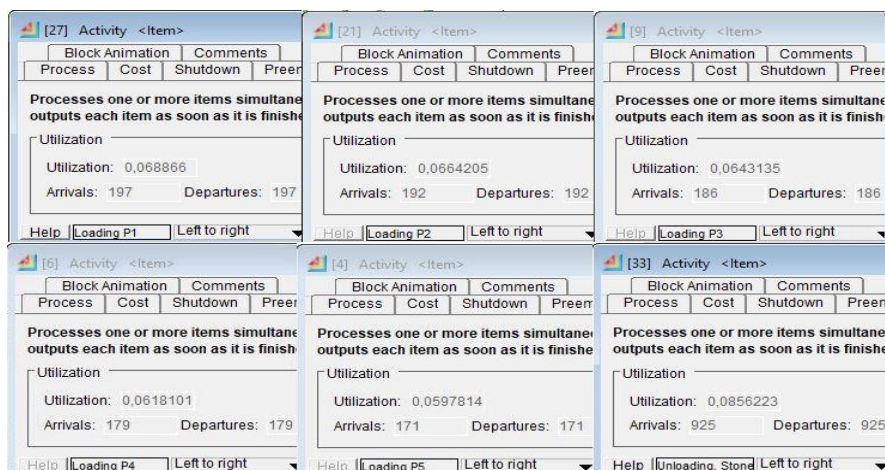 [27] Activity <Item>
Block Animation Comments
Process Cost Shutdown Preen
Processes one or more items simultane
outputs each item as soon as it is finishe
Utilization
Utilization: 0,068866
Arrivals: 197 Departures: 197
Help Loading P1 Left to right
[21] Activity <Item>
Block Animation Comments
Process Cost Shutdown Preen
Processes one or more items simultane
outputs each item as soon as it is finishe
Utilization
Utilization: 0,0664205
Arrivals: 192 Departures: 192
Help Loading P2 Left to right
[9] Activity <Item>
Block Animation Comments
Process Cost Shutdown Preer
Processes one or more items simultane
outputs each item as soon as it is finishe
Utilization
Utilization: 0,0643135
Arrivals: 186 Departures: 186
Help Loading P3 Left to right
[6] Activity <Item>
Block Animation Comments
Process Cost Shutdown Preen
Processes one or more items simultane
outputs each item as soon as it is finishe
Utilization
Utilization: 0,0618101
Arrivals: 179 Departures: 179
Help Loading P4 Left to right
[4] Activity <Item>
Block Animation Comments
Process Cost Shutdown Preem
Processes one or more items simultane
outputs each item as soon as it is finishe
Utilization
Utilization: 0,0597814
Arrivals: 171 Departures: 171
Help Loading P5 Left to right
[33] Activity <Item>
Block Animation Comments
Process Cost Shutdown Preer
Processes one or more items simultane
outputs each item as soon as it is finishe
Utilization
Utilization: 0,0856223
Arrivals: 925 Departures: 925
Help Unloading, Stone Left to right